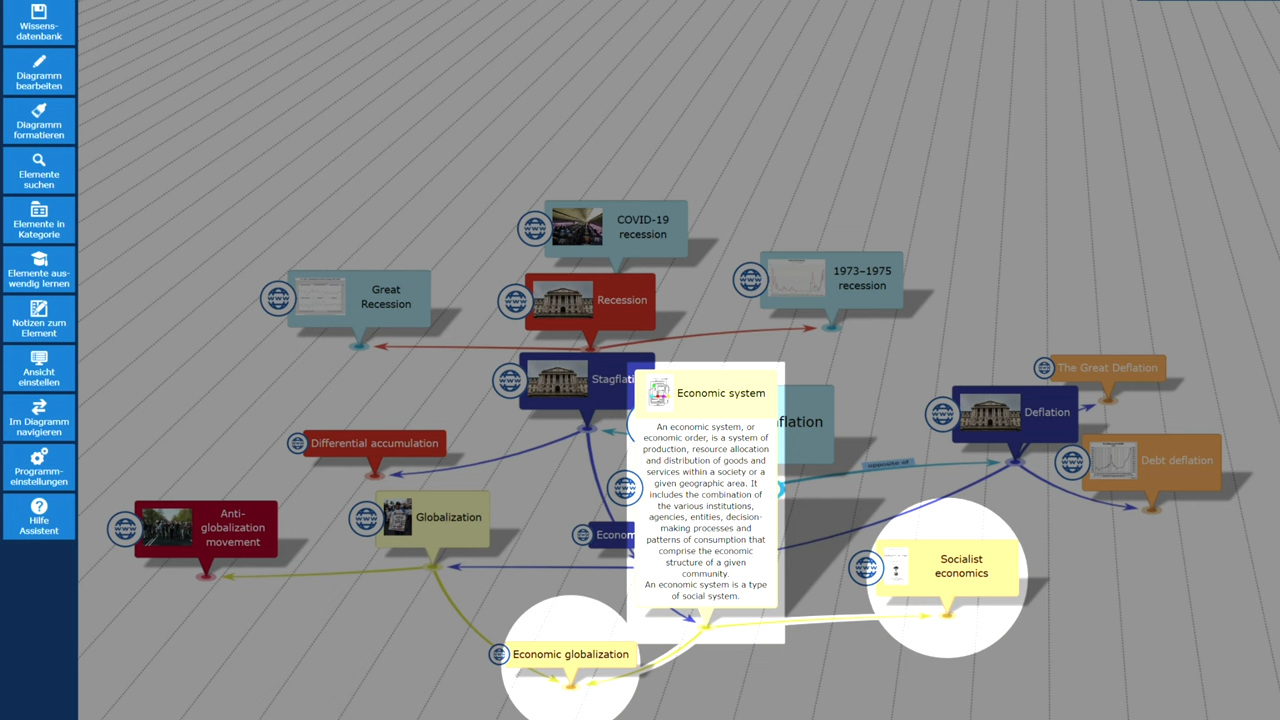 Wissens-
datenbank
Diagramm
bearbeiten
Diagramm
formatieren
Elemente
suchen
Elemente in
Kategorie
Elemente aus-
wendig lernen
Notizen zum
Element
Ansicht
einstellen
Im Diagramm
navigieren
Programm-
einstellungen
Hilfe
Assistent
COVID-19
recession
Great
Recession
Recession
1973–1975
recession
Stagflati
flation
The Great Deflation
Deflation
Differential accumulation
opposite of
Debt deflation
Anti-
globalization
movement
Globalization
Econom
Economic system
An economic system, or
economic order, is a system of
production, resource allocation
and distribution of goods and
services within a society or a
given geographic area. It
includes the combination of
the various institutions,
agencies, entities, decision-
making processes and
patterns of consumption that
comprise the economic
structure of a given
community.
An economic system is a type
of social system.
Socialist
economics
Economic globalization